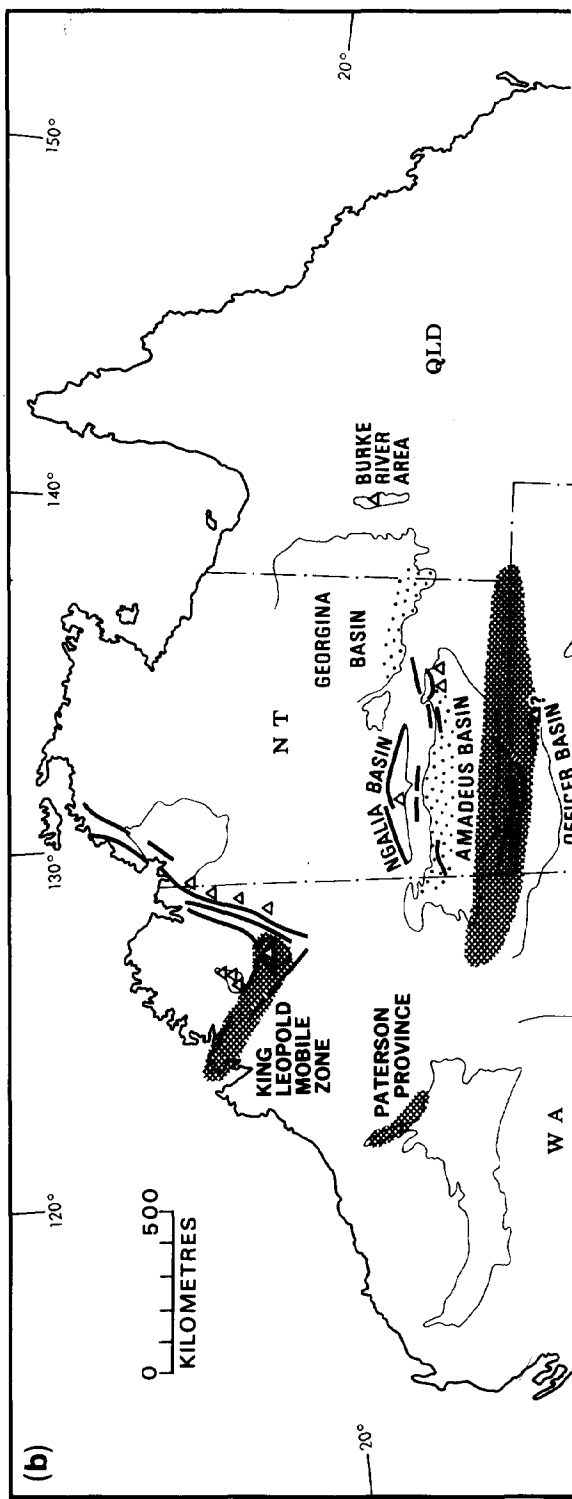 (b)
120°
130°
140°
150°
20°
20°
0 500
KILOMETRES
KING
LEOPOLD
MOBILE
ZONE
PATERSON
PROVINCE
W A
N T
QLD
GEORGINA
BASIN
BURKE
RIVER
AREA
NGALIA BASIN
AMADEUS BASIN
OFFICER BASIN
?